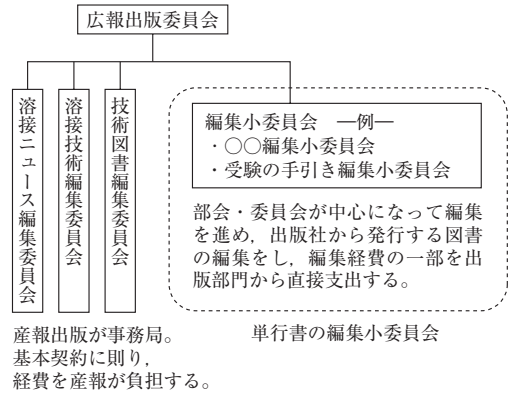 広報出版委員会
溶接ニュース編集委員会
溶接技術編集委員会
技術図書編集委員会
編集小委員会　―例―
・○○編集小委員会
・受験の手引き編集小委員会
部会・委員会が中心になって編集
を進め，出版社から発行する図書
の編集をし，編集経費の一部を出
版部門から直接支出する。
産報出版が事務局。
基本契約に則り，
経費を産報が負担する。
単行書の編集小委員会